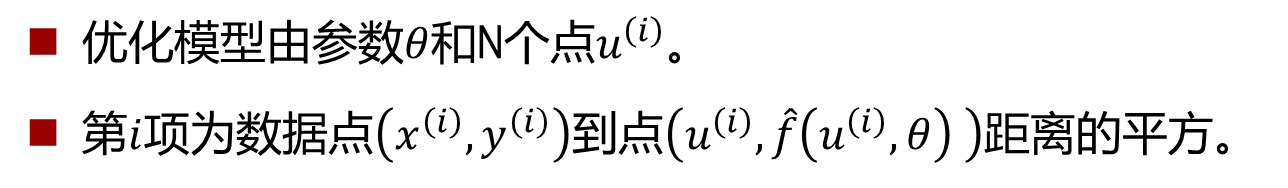 优化模型由参数θ和N个点u^(i)。
第i项为数据点(x^(i), y^(i))到点(u^(i), f̂(u^(i), θ) )距离的平方。